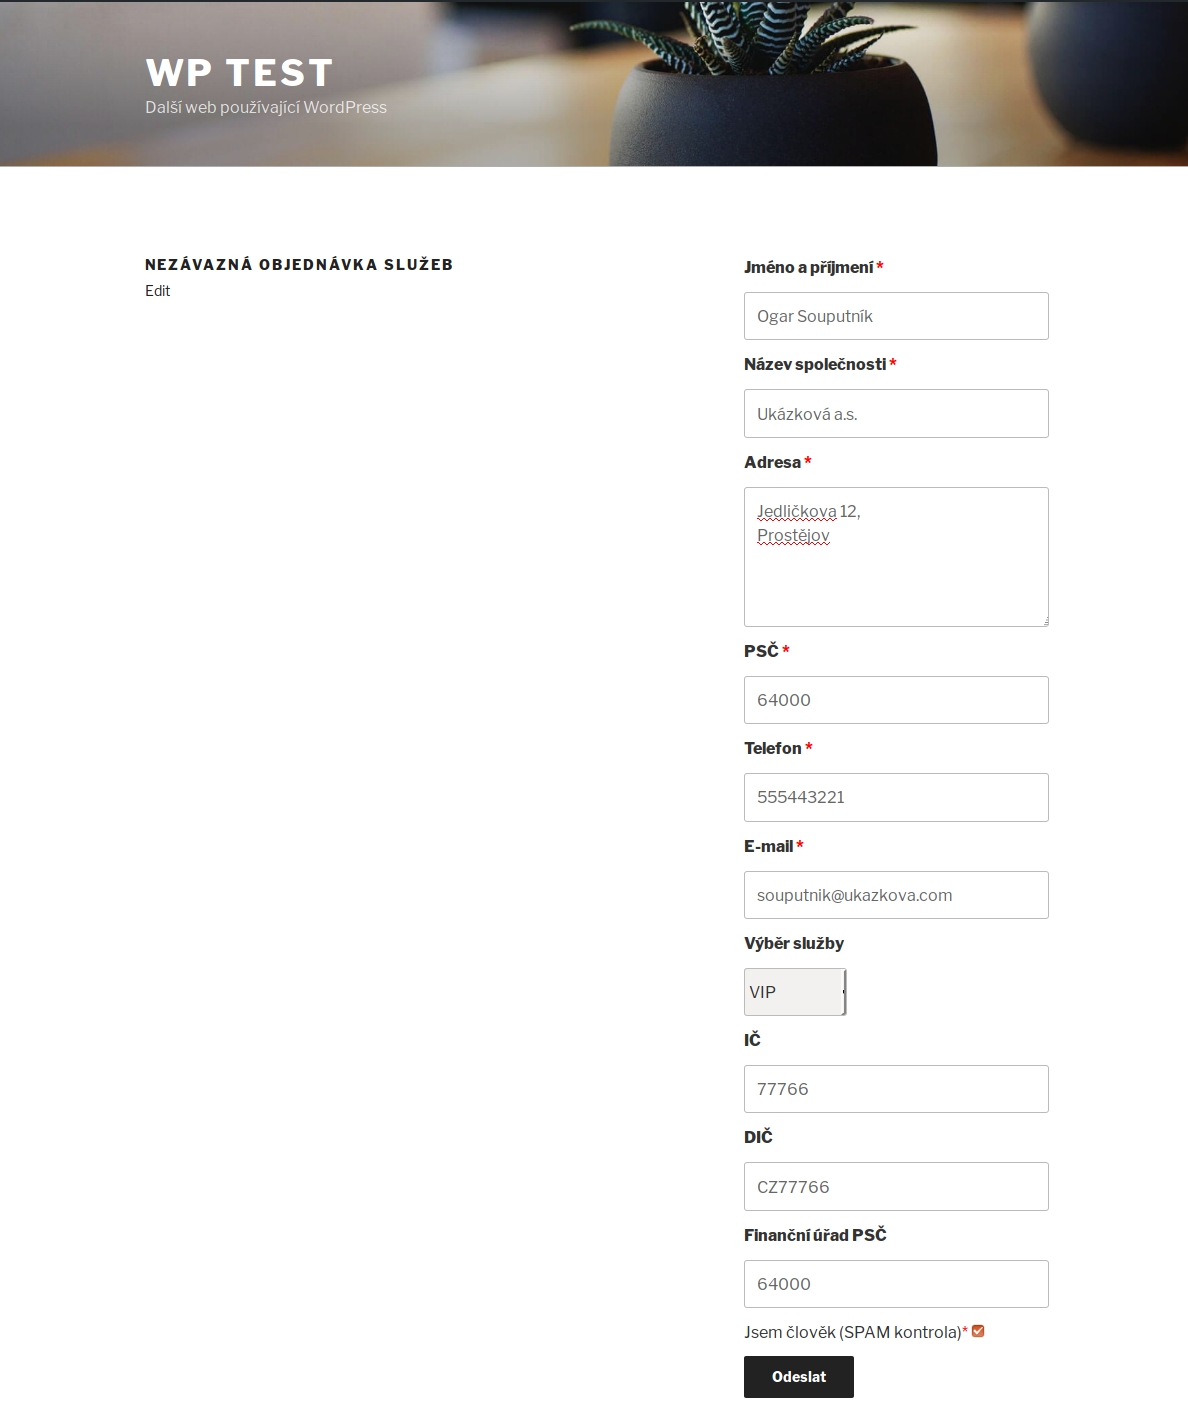 WP TEST
Další web používající WordPress
NEZÁVAZNÁ OBJEDNÁVKA SLUŽEB
Edit
Jméno a příjmení *
Ogar Souputník
Název společnosti *
Ukázková a.s.
Adresa *
Jedličkova 12,
Prostějov
PSČ *
64000
Telefon *
555443221
E-mail *
souputnik@ukazkova.com
Výběr služby
VIP
IČ
77766
DIČ
CZ77766
Finanční úřad PSČ
64000
Jsem člověk (SPAM kontrola)*
Odeslat